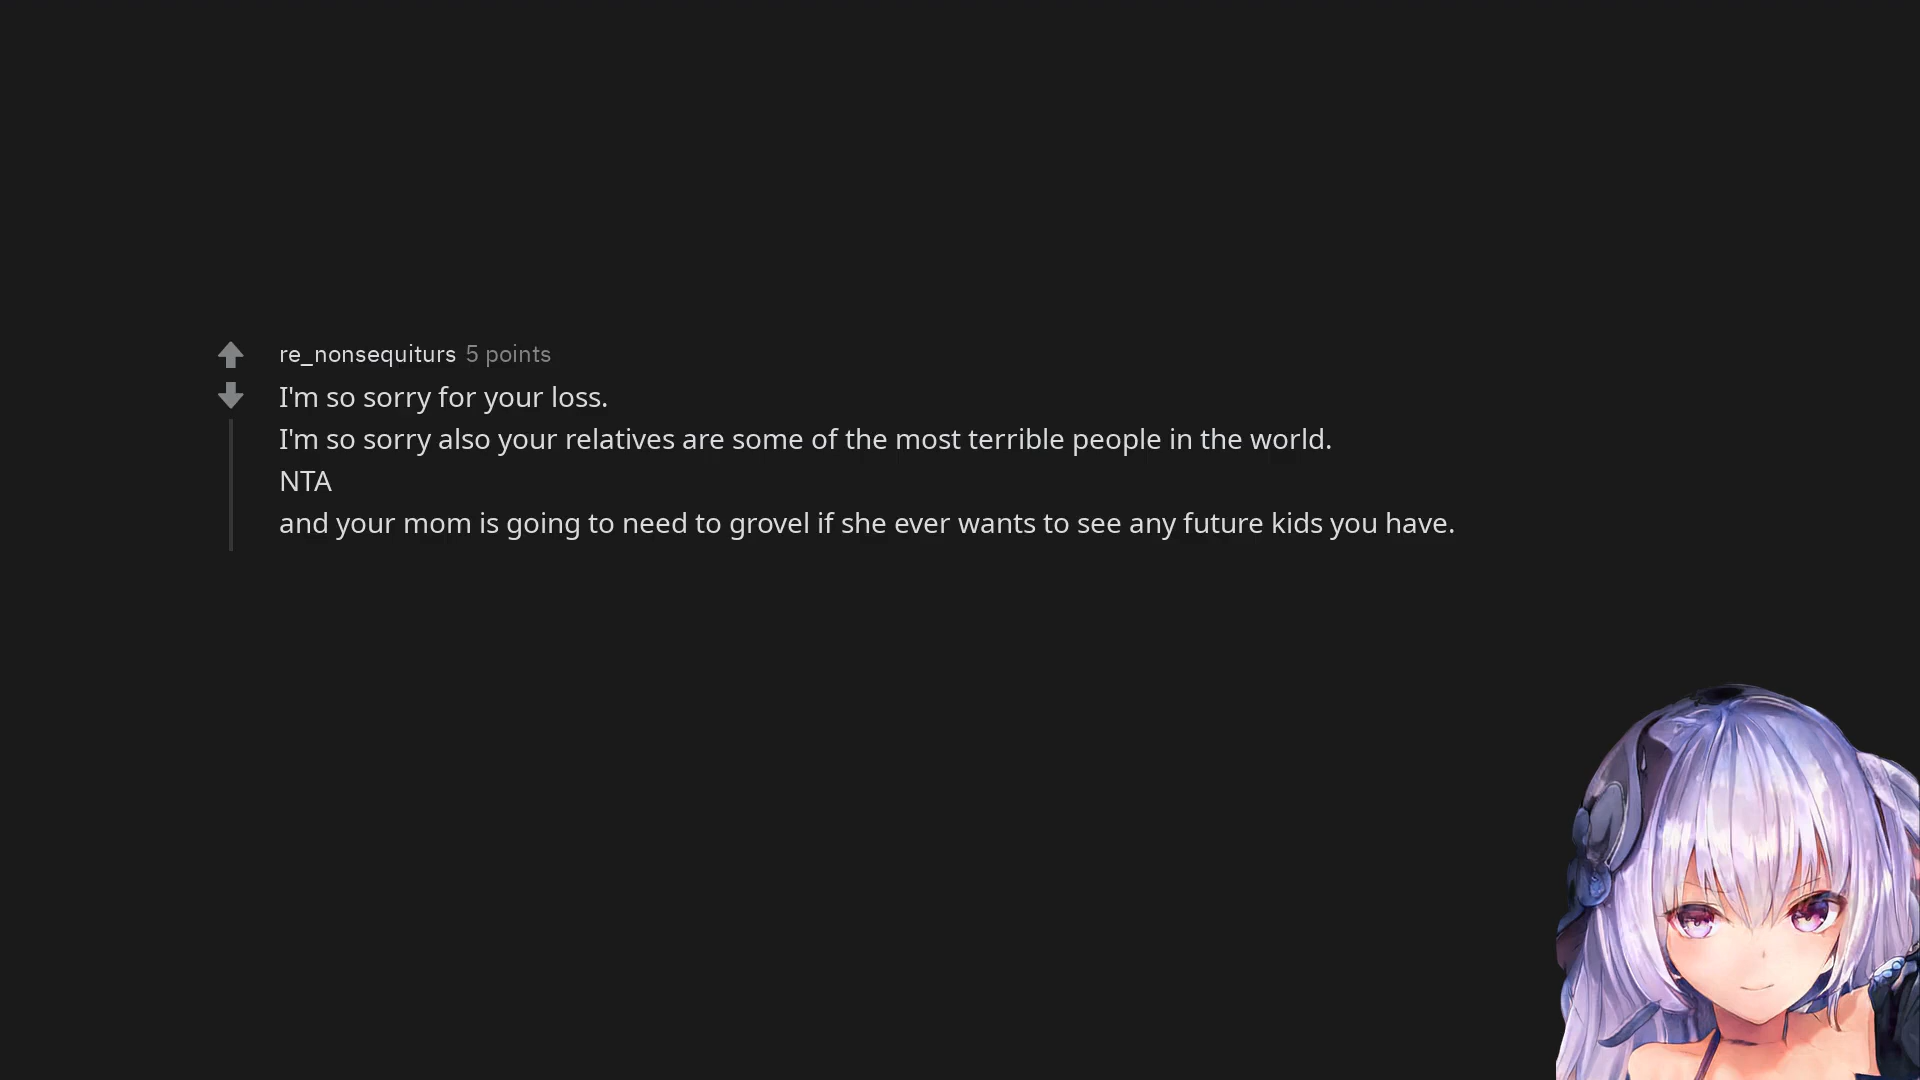 re_nonsequiturs 5 points
I'm so sorry for your loss.
I'm so sorry also your relatives are some of the most terrible people in the world.
NTA
and your mom is going to need to grovel if she ever wants to see any future kids you have.